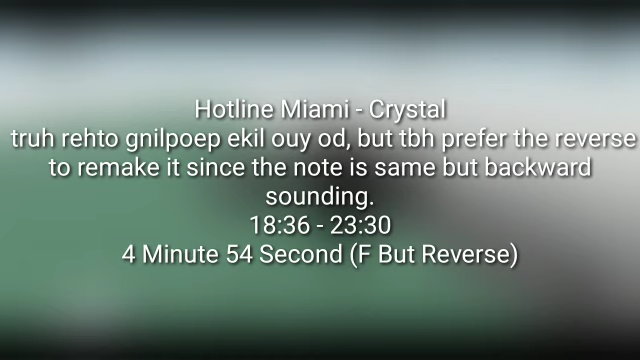 Hotline Miami - Crystal
truh rehto gnilpoep ekil ouy od, but tbh prefer the reverse
to remake it since the note is same but backward
sounding.
18:36 - 23:30
4 Minute 54 Second (F But Reverse)